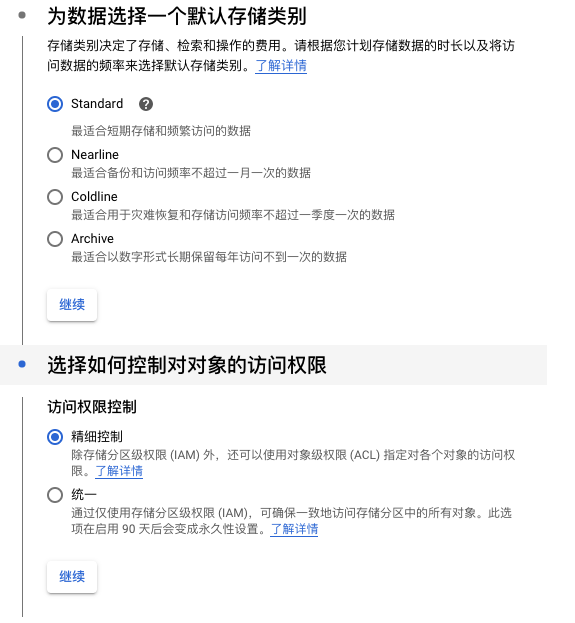 为数据选择一个默认存储类别
存储类别决定了存储、检索和操作的费用。请根据您计划存储数据的时长以及将访
问数据的频率来选择默认存储类别。了解详情
Standard ?
最适合短期存储和频繁访问的数据
Nearline
最适合备份和访问频率不超过一月一次的数据
Coldline
最适合用于灾难恢复和存储访问频率不超过一季度一次的数据
Archive
最适合以数字形式长期保留每年访问不到一次的数据
继续
选择如何控制对对象的访问权限
访问权限控制
精细控制
除存储分区级权限 (IAM) 外，还可以使用对象级权限 (ACL) 指定对各个对象的访问权
限。了解详情
统一
通过仅使用存储分区级权限 (IAM)，可确保一致地访问存储分区中的所有对象。此选
项在启用 90 天后会变成永久性设置。了解详情
继续